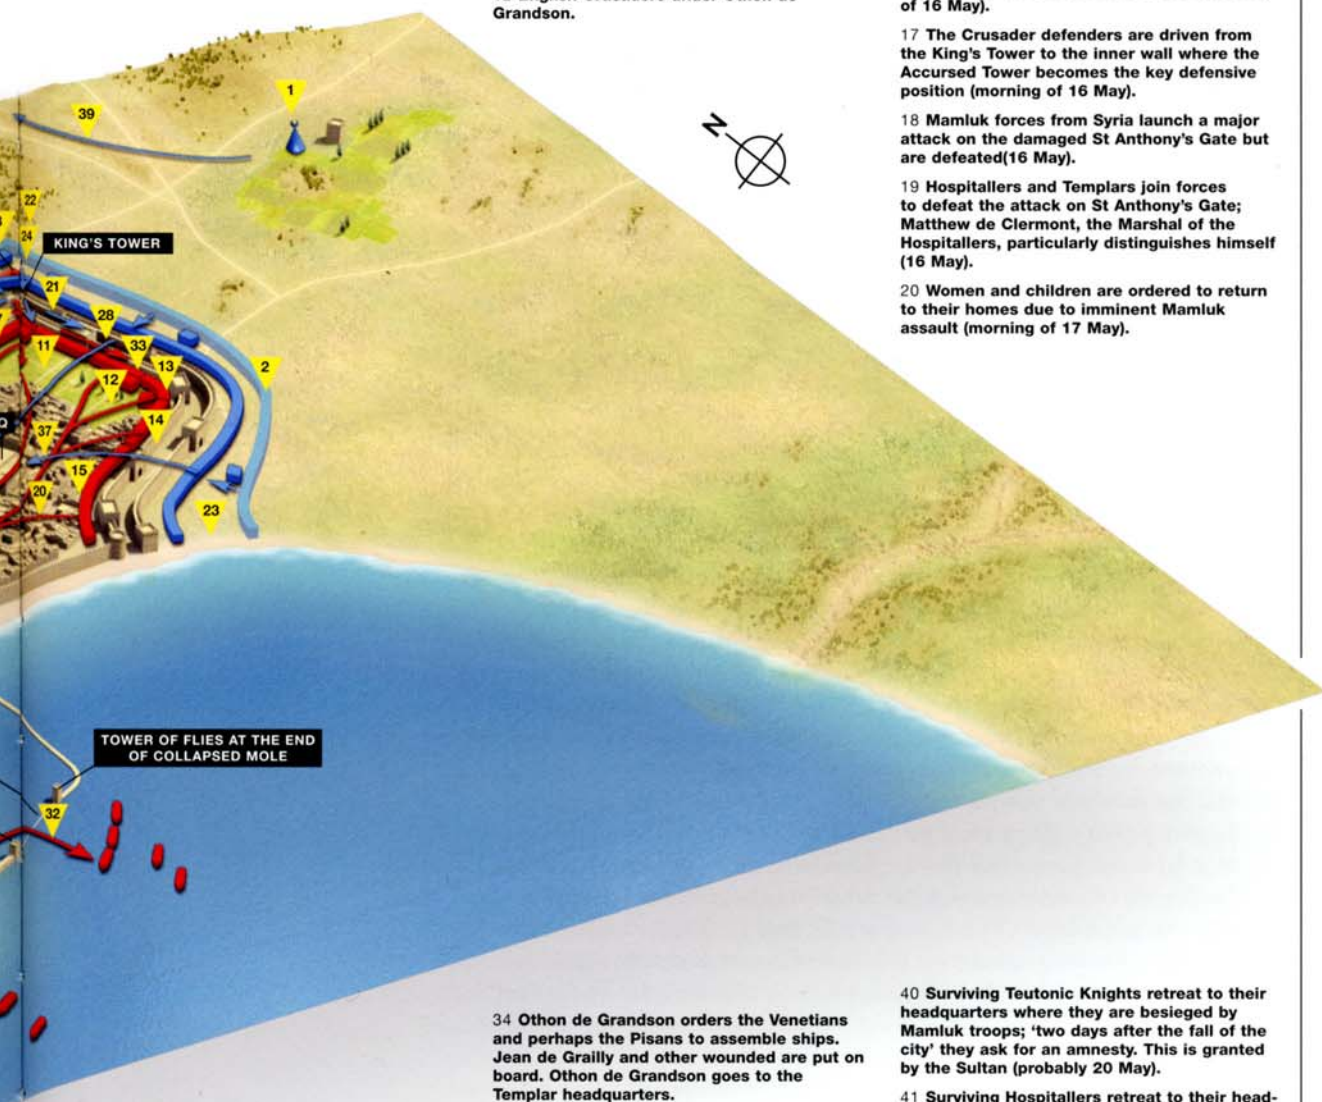 12 English Crusaders under Othon de
Grandson.
of 16 May).
17 The Crusader defenders are driven from
the King's Tower to the inner wall where the
Accursed Tower becomes the key defensive
position (morning of 16 May).
18 Mamluk forces from Syria launch a major
attack on the damaged St Anthony's Gate but
are defeated(16 May).
19 Hospitallers and Templars join forces
to defeat the attack on St Anthony's Gate;
Matthew de Clermont, the Marshal of the
Hospitallers, particularly distinguishes himself
(16 May).
20 Women and children are ordered to return
to their homes due to imminent Mamluk
assault (morning of 17 May).
N
1
39
22
24
KING'S TOWER
21
28
11
33
13
2
12
14
37
15
20
23
TOWER OF FLIES AT THE END
OF COLLAPSED MOLE
32
34 Othon de Grandson orders the Venetians
and perhaps the Pisans to assemble ships.
Jean de Grailly and other wounded are put on
board. Othon de Grandson goes to the
Templar headquarters.
40 Surviving Teutonic Knights retreat to their
headquarters where they are besieged by
Mamluk troops; 'two days after the fall of the
city' they ask for an amnesty. This is granted
by the Sultan (probably 20 May).
41 Surviving Hospitallers retreat to their head-